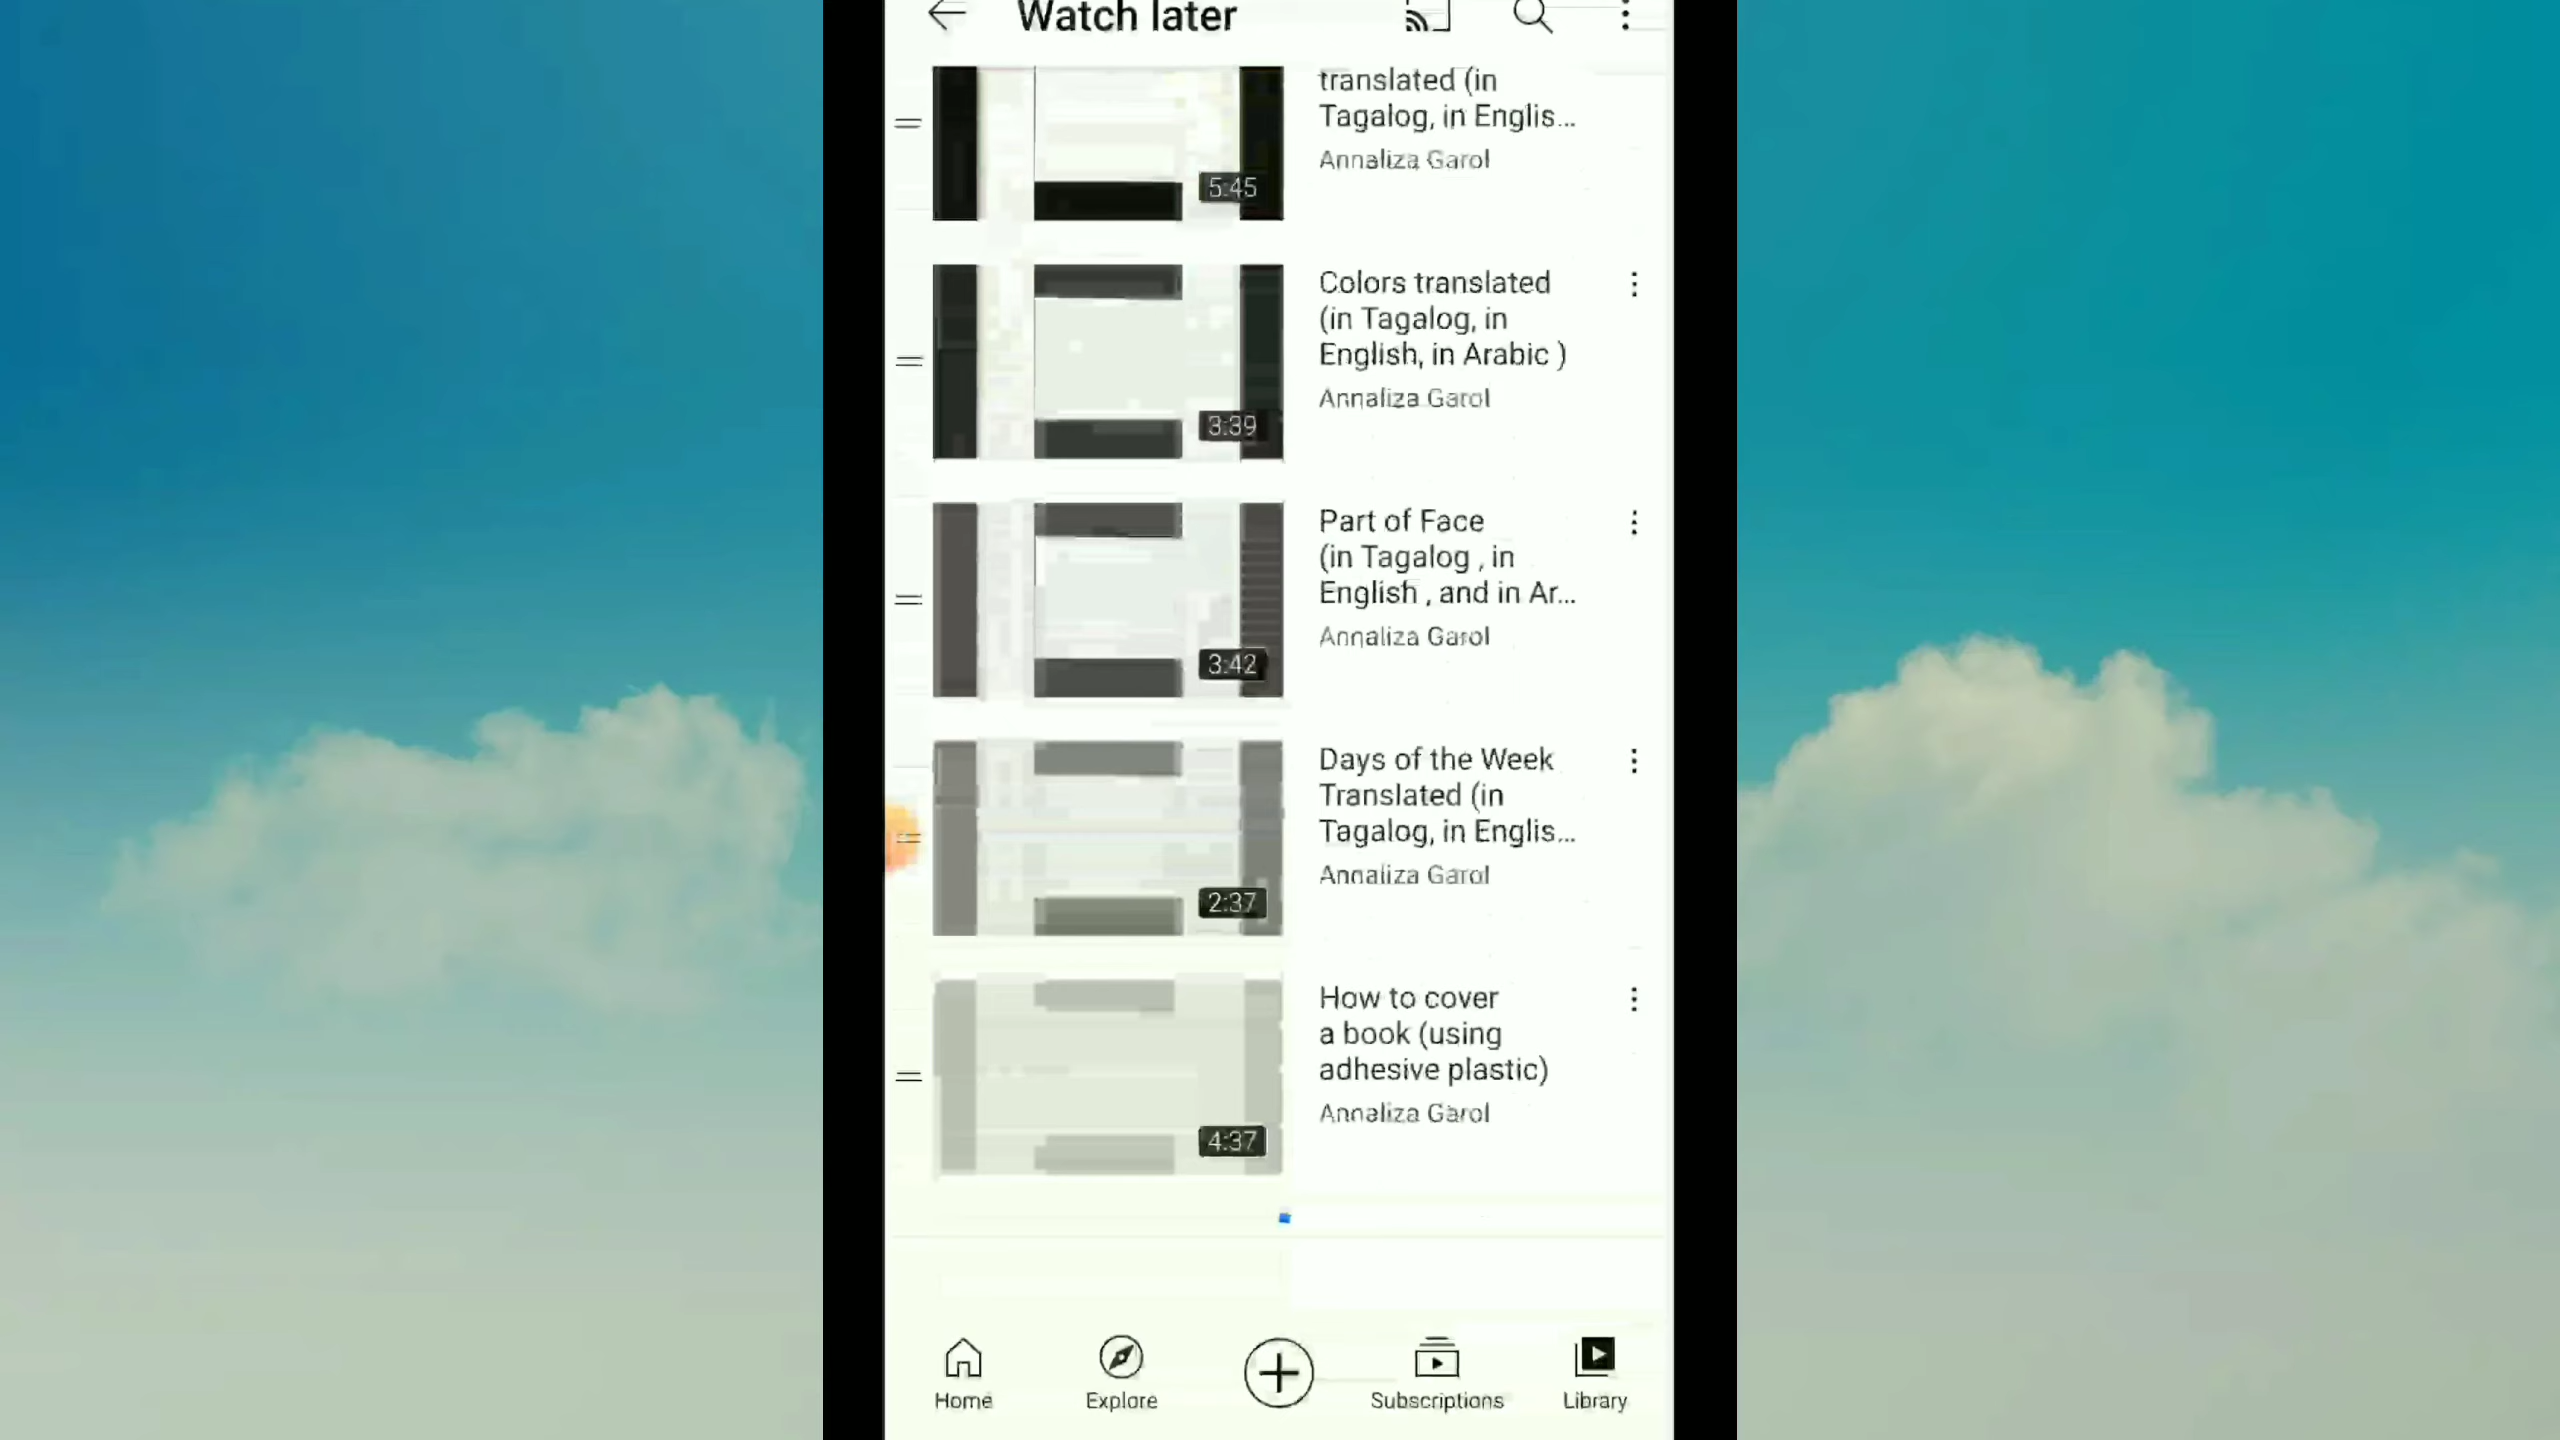 Watch later
translated (in
Tagalog, in Englis...
Annaliza Garol
5:45
Colors translated
(in Tagalog, in
English, in Arabic )
Annaliza Garol
3:39
Part of Face
(in Tagalog , in
English , and in Ar...
Annaliza Garol
3:42
Days of the Week
Translated (in
Tagalog, in Englis...
Annaliza Garol
2:37
How to cover
a book (using
adhesive plastic)
Annaliza Garol
4:37
Home
Explore
Subscriptions
Library